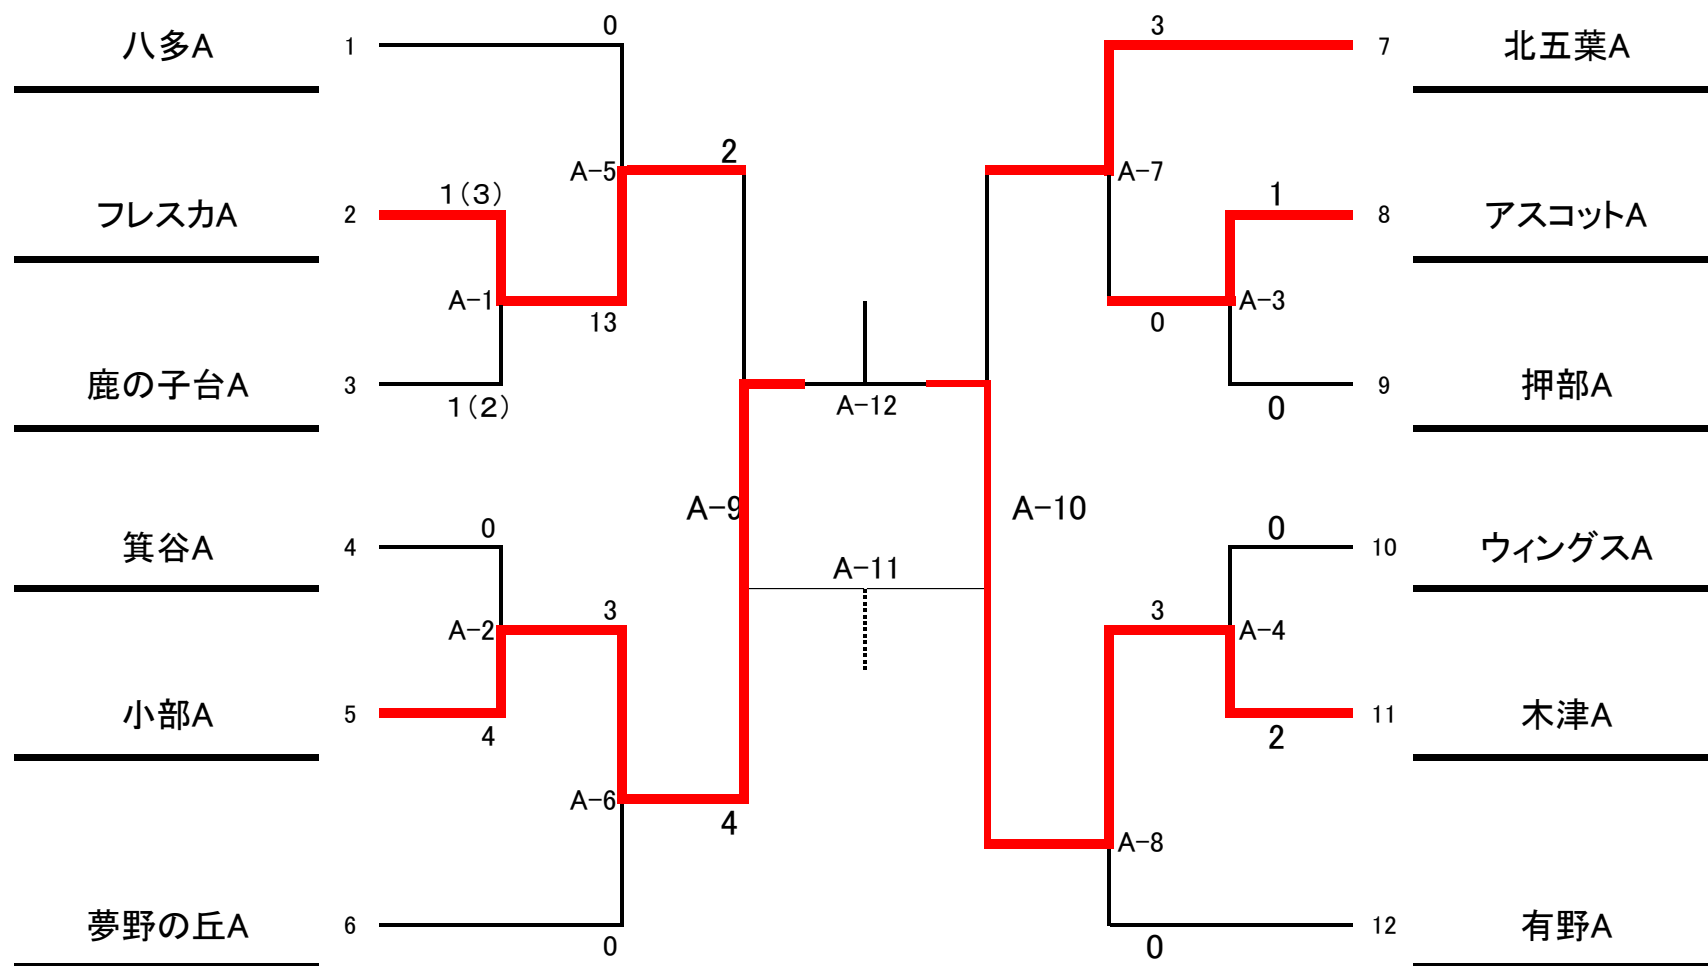 八多A 1 0 3 7 北五葉A
A-5 2 A-7
フレスカA 2 1(3) 1 8 アスコットA
A-1 13 0 A-3
鹿の子台A 3 1(2) A-12 0 9 押部A
A-9 A-10
箕谷A 4 0 0 10 ウィングスA
A-11
A-2 3 3 A-4
小部A 5 4 2 11 木津A
A-6 4 A-8
夢野の丘A 6 0 0 12 有野A